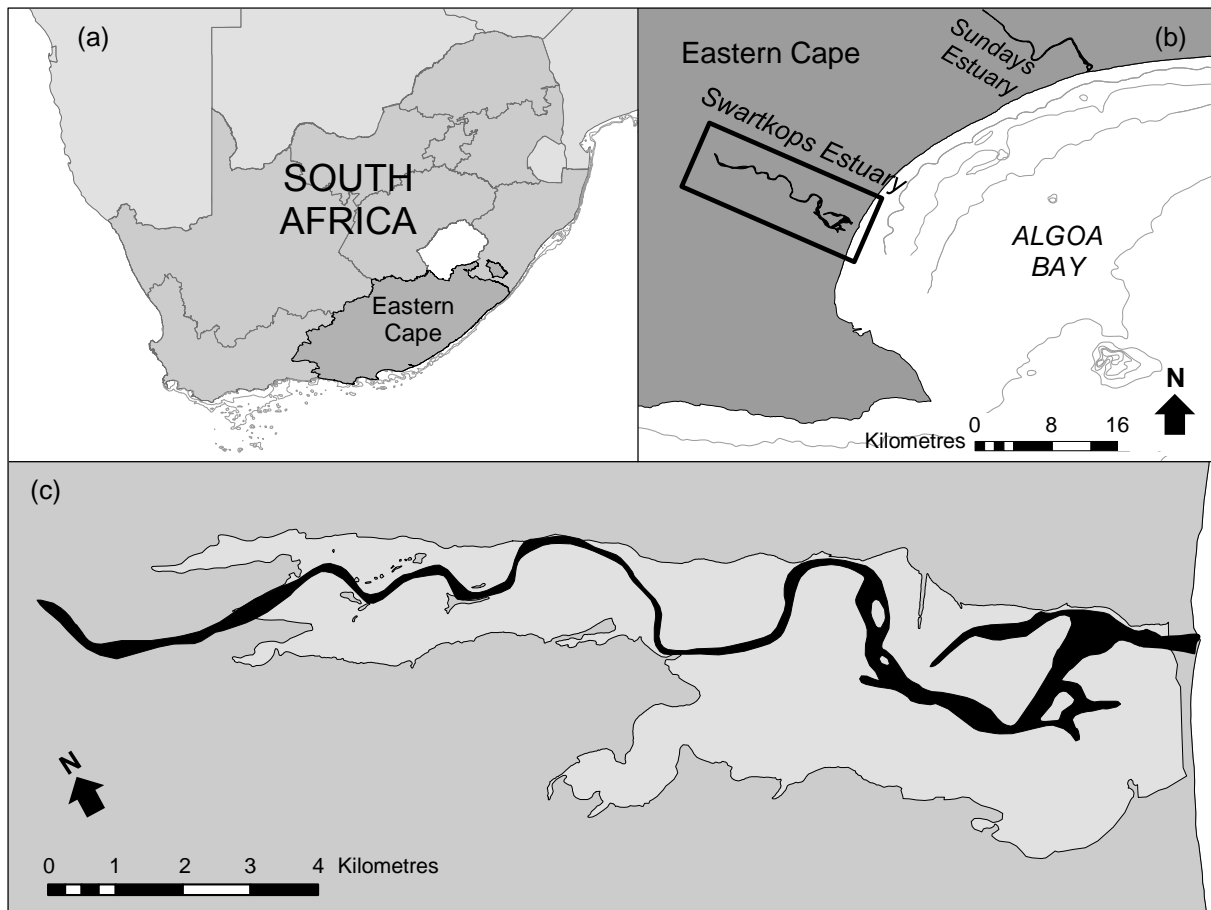 (a)
SOUTH
AFRICA
Eastern
Cape
(b)
Eastern Cape
Sundays
Estuary
Swartkops Estuary
ALGOA
BAY
N
0 8 16
Kilometres
(c)
N
0 1 2 3 4 Kilometres